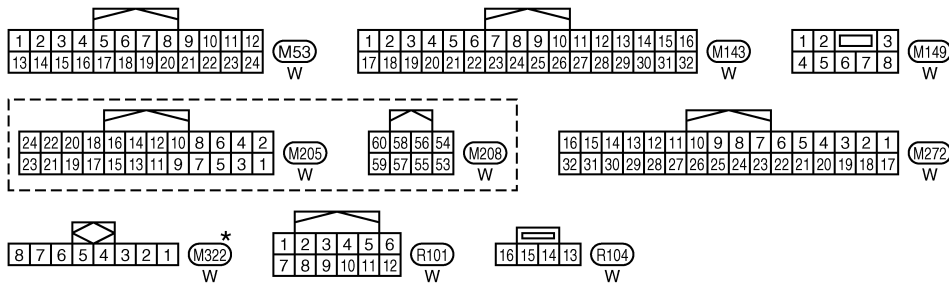 1 2 3 4 5 6 7 8 9 10 11 12
13 14 15 16 17 18 19 20 21 22 23 24
M53
W
1 2 3 4 5 6 7 8 9 10 11 12 13 14 15 16
17 18 19 20 21 22 23 24 25 26 27 28 29 30 31 32
M143
W
1 2 3
4 5 6 7 8
M149
W
24 22 20 18 16 14 12 10 8 6 4 2
23 21 19 17 15 13 11 9 7 5 3 1
M205
W
60 58 56 54
59 57 55 53
M208
W
16 15 14 13 12 11 10 9 8 7 6 5 4 3 2 1
32 31 30 29 28 27 26 25 24 23 22 21 20 19 18 17
M272
W
8 7 6 5 4 3 2 1
M322 *
W
1 2 3 4 5 6
7 8 9 10 11 12
R101
W
16 15 14 13
R104
W